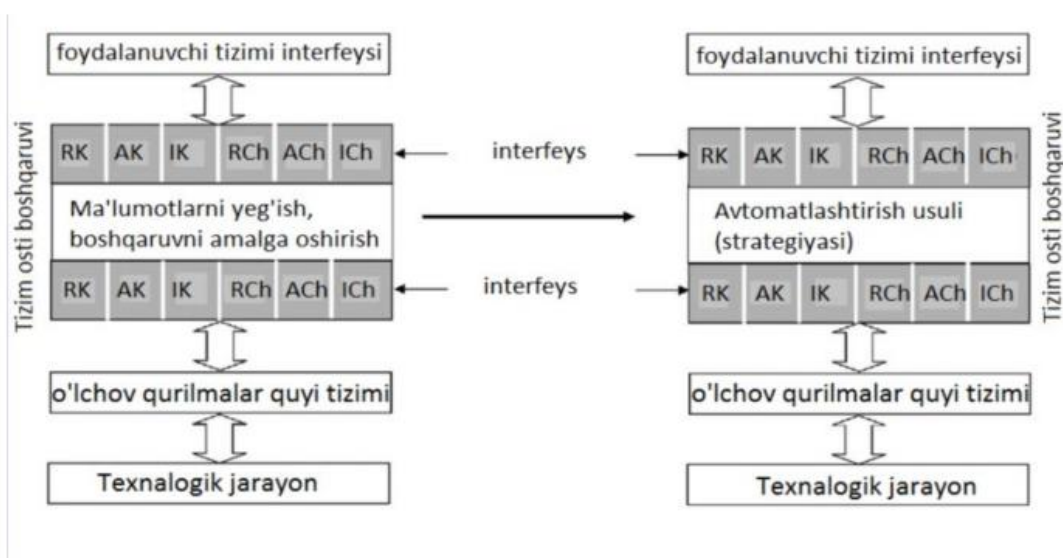 foydalanuvchi tizimi interfeysi
Tizim osti boshqaruvi
RK AK IK RCh ACh ICh
Ma'lumotlarni yeg'ish,
boshqaruvni amalga oshirish
RK AK IK RCh ACh ICh
o'lchov qurilmalar quyi tizimi
Texnalogik jarayon
interfeys
interfeys
foydalanuvchi tizimi interfeysi
RK AK IK RCh ACh ICh
Avtomatlashtirish usuli
(strategiyasi)
RK AK IK RCh ACh ICh
Tizim osti boshqaruvi
o'lchov qurilmalar quyi tizimi
Texnalogik jarayon